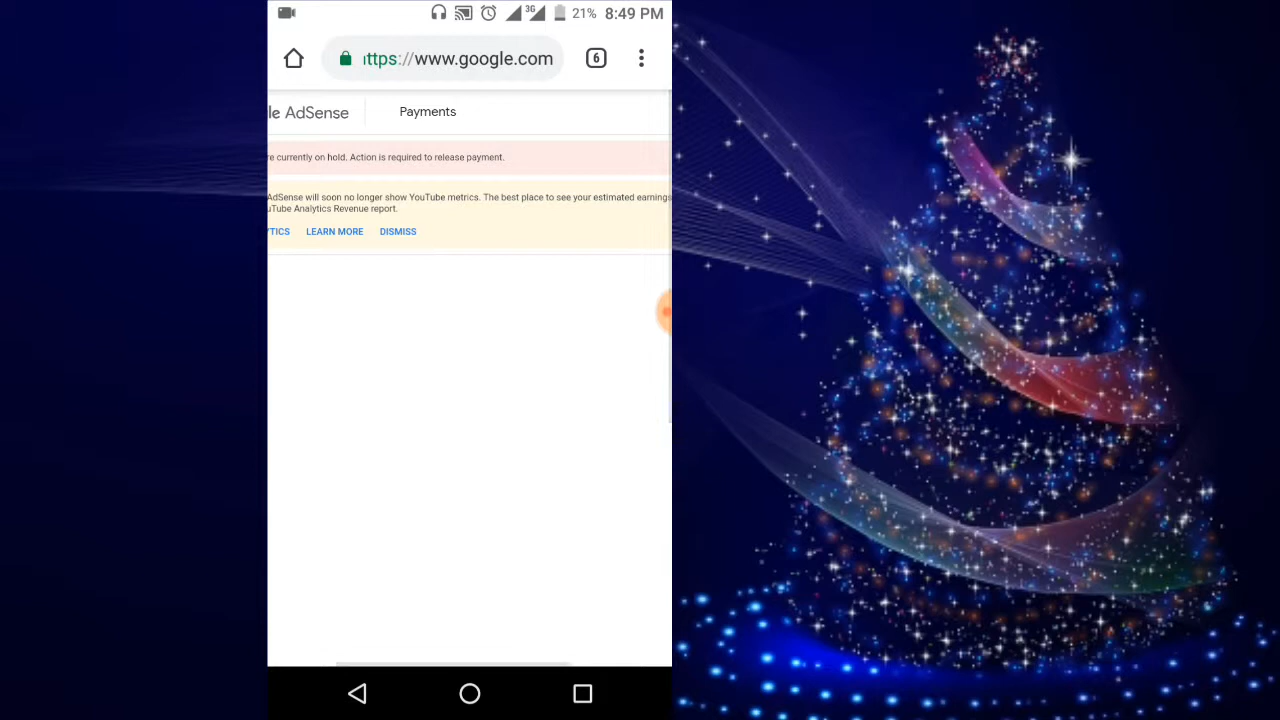 3G 21% 8:49 PM
ttps://www.google.com 6
le AdSense Payments
re currently on hold. Action is required to release payment.
AdSense will soon no longer show YouTube metrics. The best place to see your estimated earnings
uTube Analytics Revenue report.
YTICS LEARN MORE DISMISS